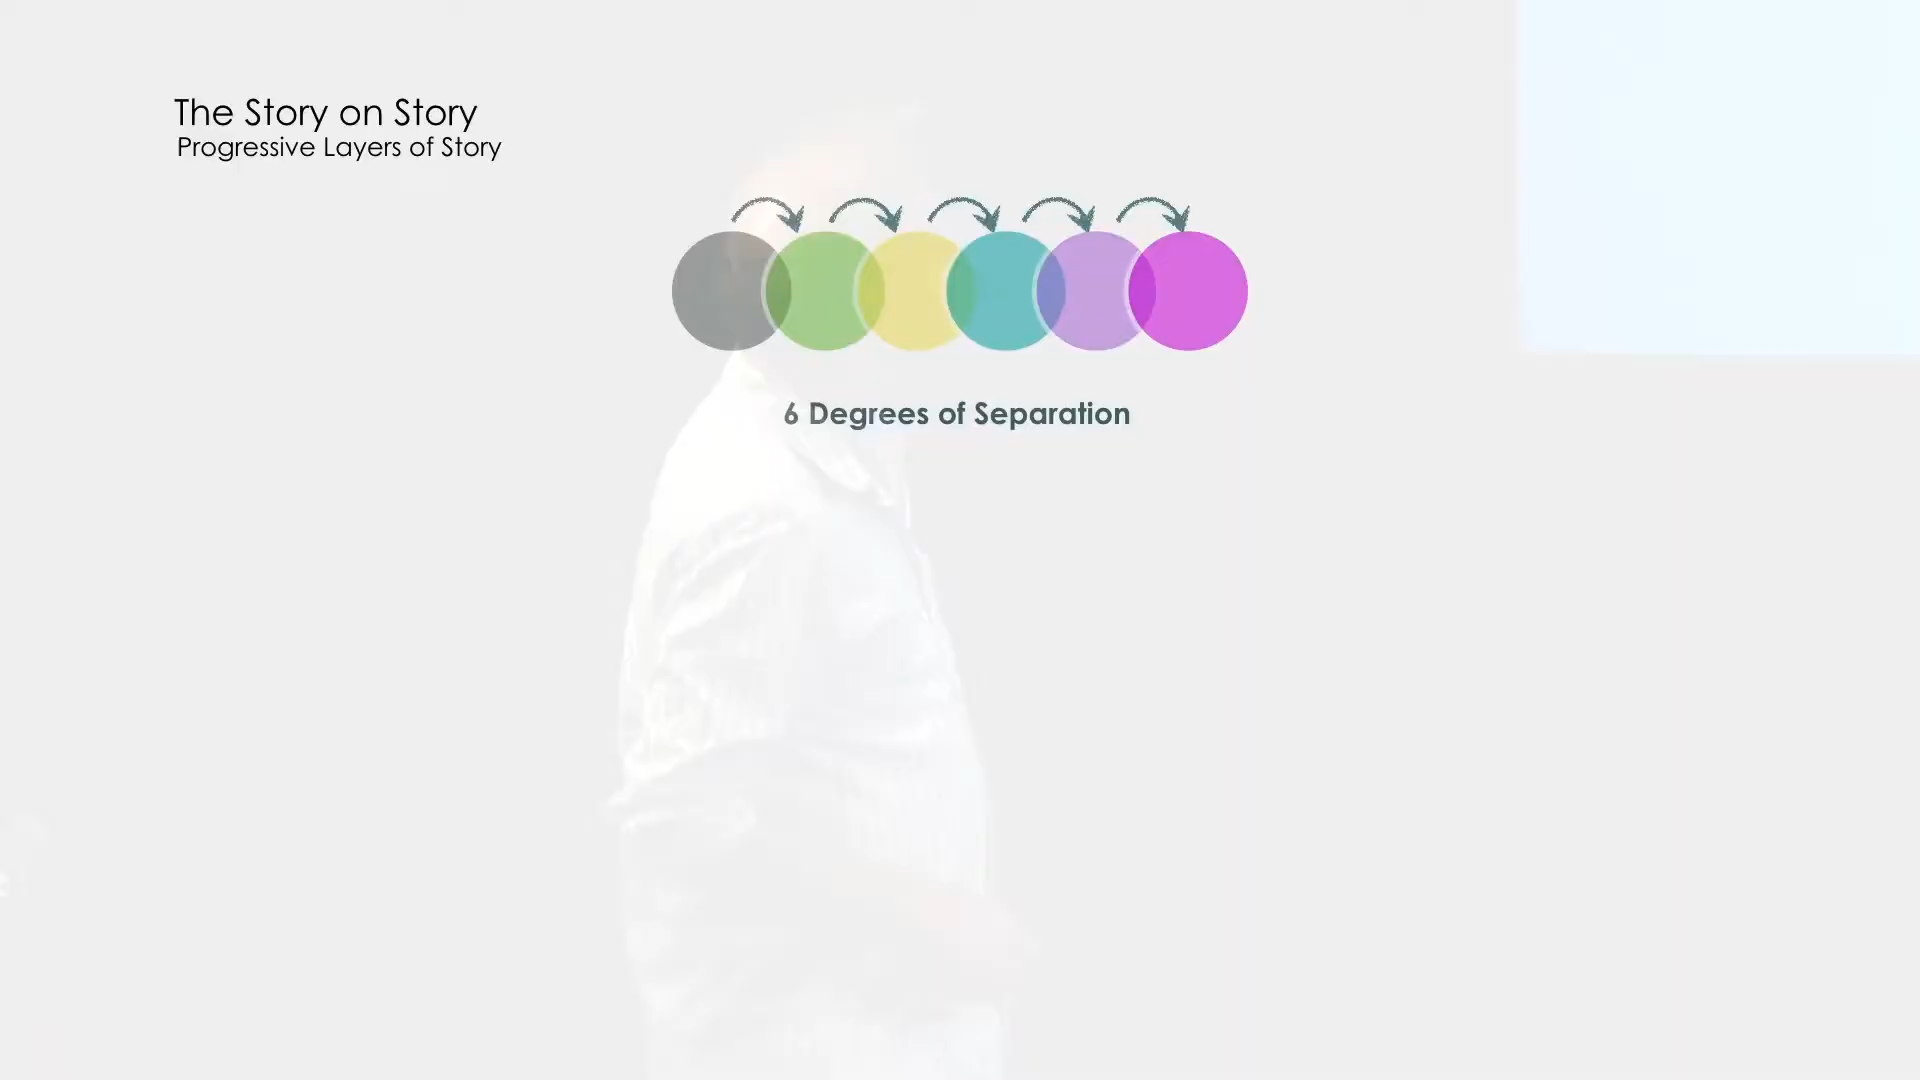 The Story on Story
Progressive Layers of Story
6 Degrees of Separation